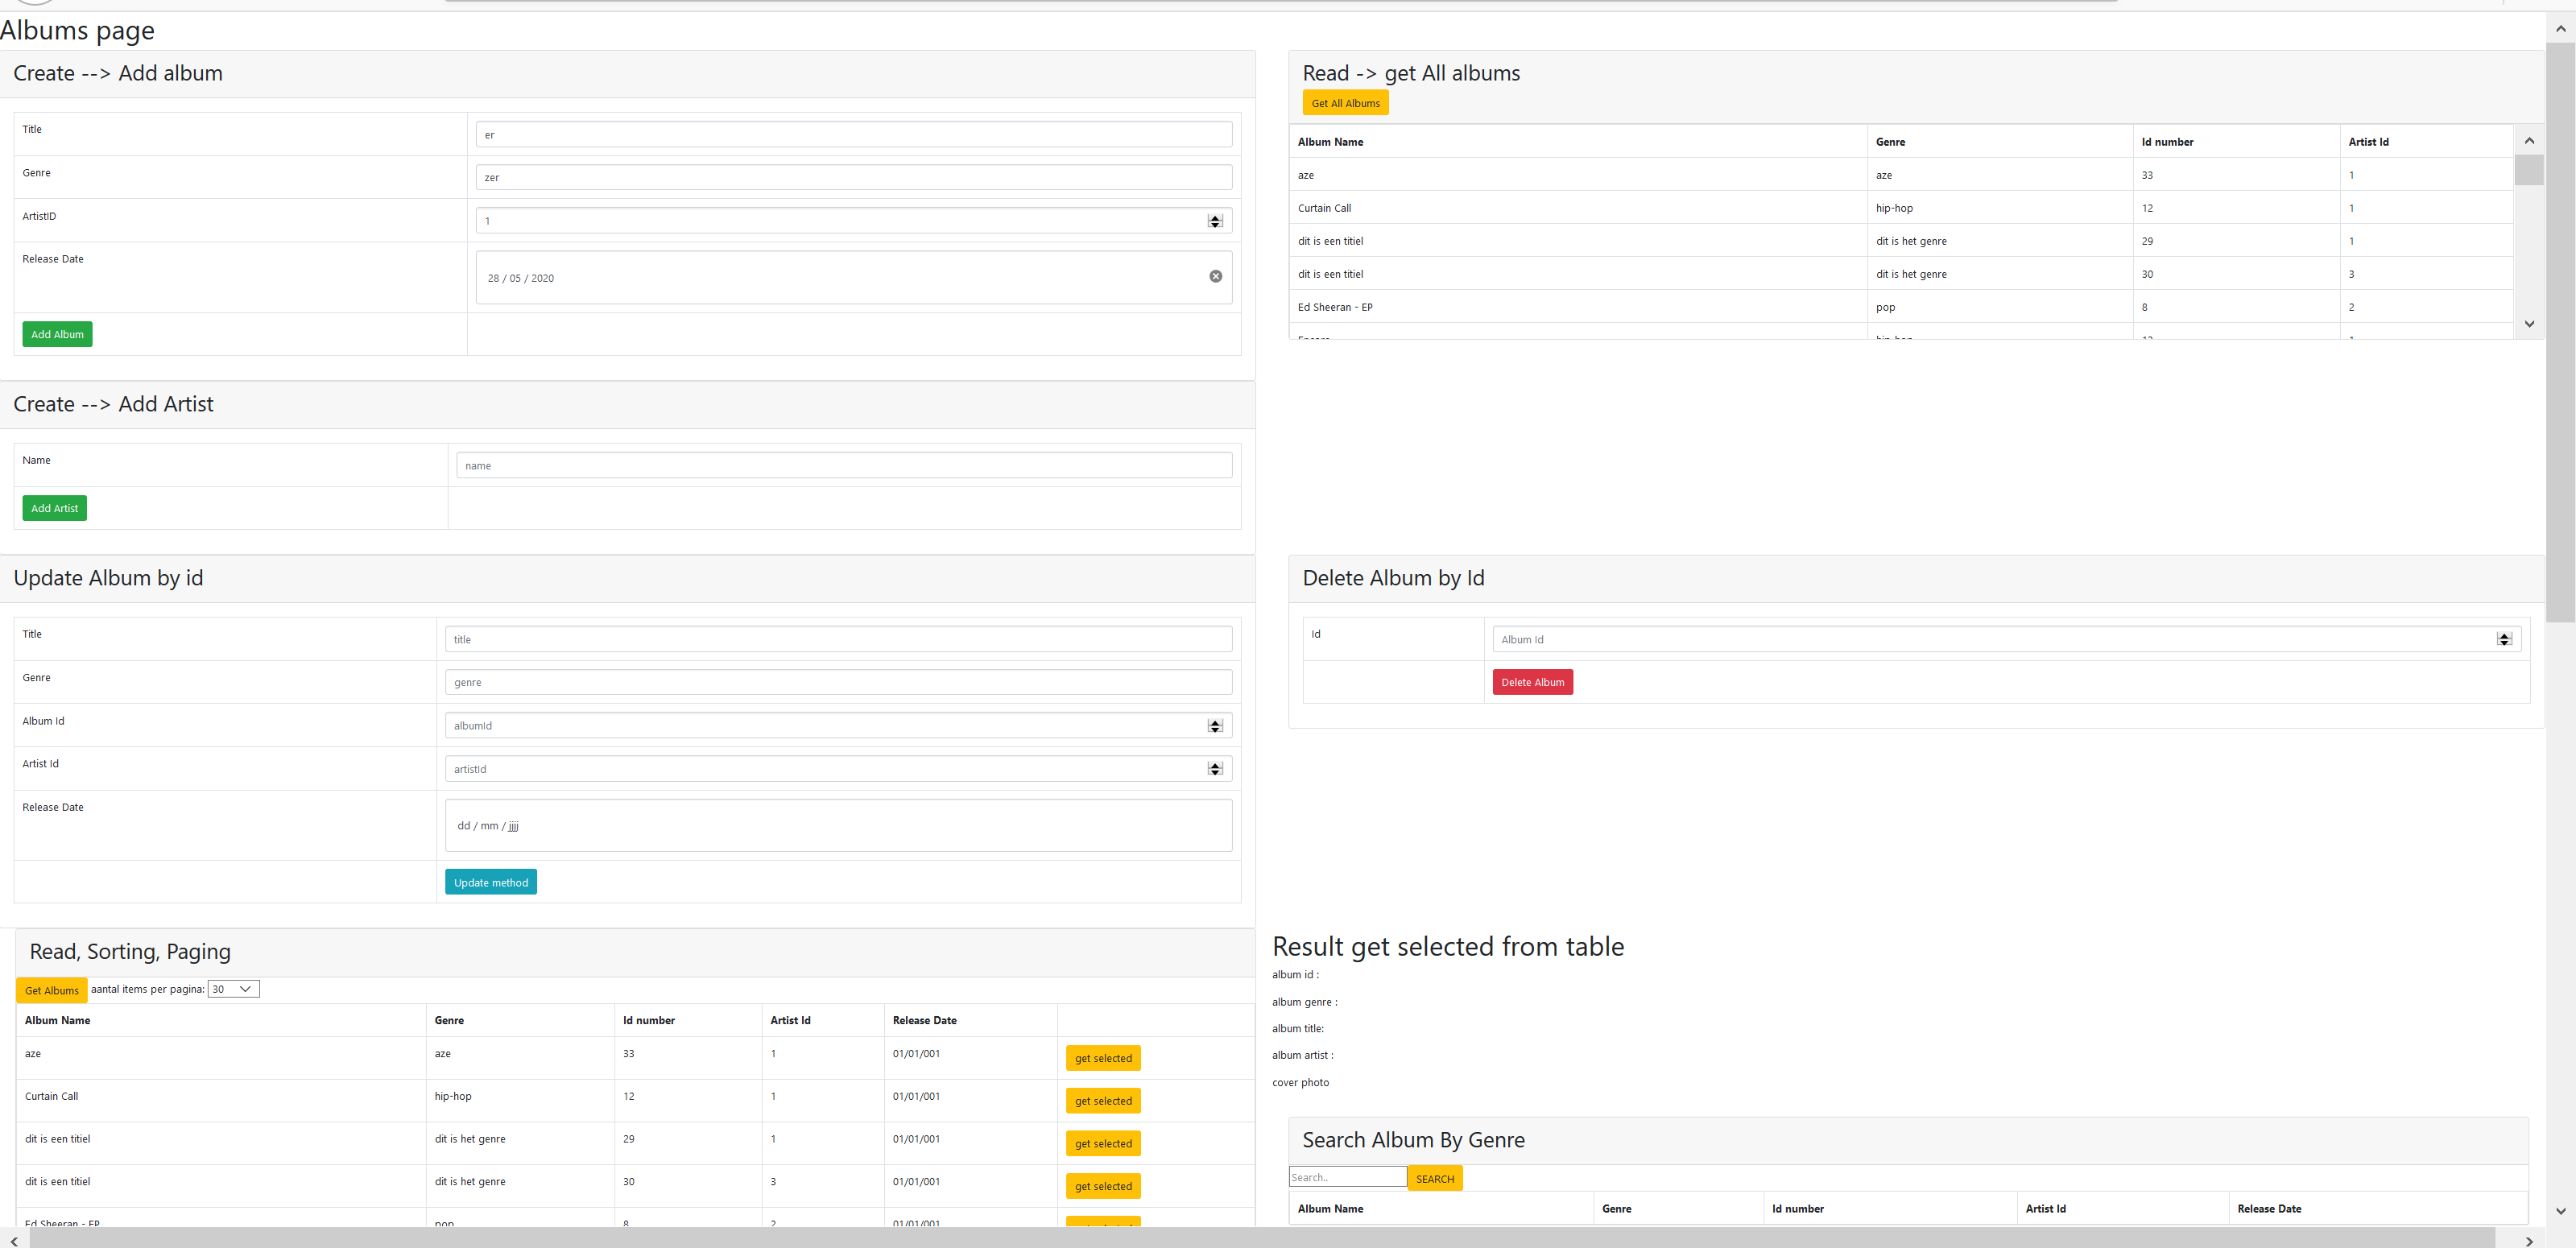 Albums page
Create --> Add album
Title er
Genre zer
ArtistID 1
Release Date 28 / 05 / 2020
Add Album
Read -> get All albums
Get All Albums
Album Name Genre Id number Artist Id
aze aze 33 1
Curtain Call hip-hop 12 1
dit is een titiel dit is het genre 29 1
dit is een titiel dit is het genre 30 3
Ed Sheeran - EP pop 8 2
Create --> Add Artist
Name name
Add Artist
Update Album by id
Title title
Genre genre
Album Id albumId
Artist Id artistId
Release Date dd / mm / jjjj
Update method
Delete Album by Id
Id Album Id
Delete Album
Read, Sorting, Paging
Get Albums aantal items per pagina: 30
Album Name Genre Id number Artist Id Release Date
aze aze 33 1 01/01/001 get selected
Curtain Call hip-hop 12 1 01/01/001 get selected
dit is een titiel dit is het genre 29 1 01/01/001 get selected
dit is een titiel dit is het genre 30 3 01/01/001 get selected
Ed Sheeran - EP pop 8 2 01/01/001
Result get selected from table
album id :
album genre :
album title:
album artist :
cover photo
Search Album By Genre
Search.. SEARCH
Album Name Genre Id number Artist Id Release Date